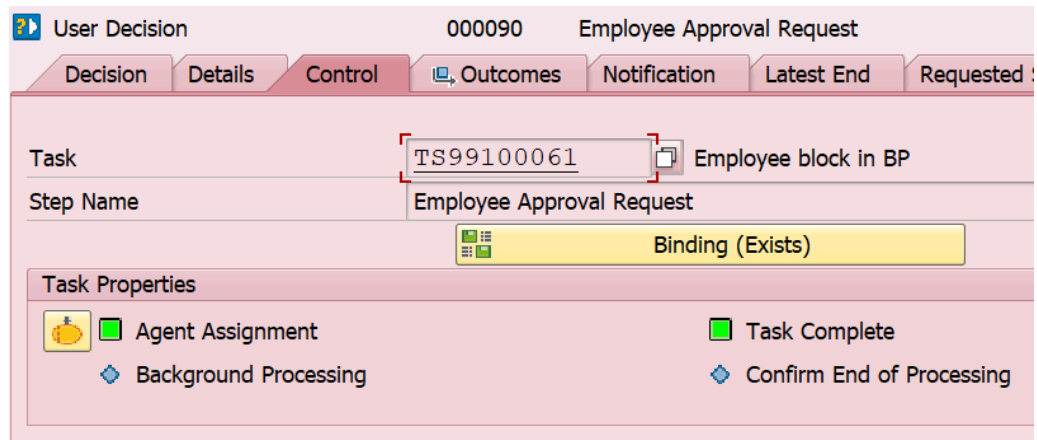 User Decision 000090 Employee Approval Request
Decision Details Control Outcomes Notification Latest End Requested
Task TS99100061 Employee block in BP
Step Name Employee Approval Request
Binding (Exists)
Task Properties
Agent Assignment Task Complete
Background Processing Confirm End of Processing